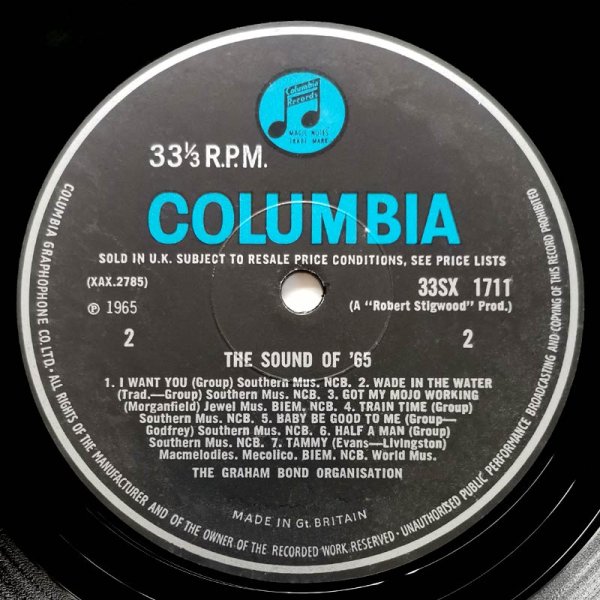 Columbia
Records
MAGIC NOTES
TRADE MARK
33⅓ R.P.M.
COLUMBIA
SOLD IN U.K. SUBJECT TO RESALE PRICE CONDITIONS, SEE PRICE LISTS
(XAX.2785)
33SX 1711
℗ 1965
(A "Robert Stigwood" Prod.)
2
2
THE SOUND OF '65
1. I WANT YOU (Group) Southern Mus. NCB. 2. WADE IN THE WATER
(Trad.—Group) Southern Mus. NCB. 3. GOT MY MOJO WORKING
(Morganfield) Jewel Mus. BIEM. NCB. 4. TRAIN TIME (Group)
Southern Mus. NCB. 5. BABY BE GOOD TO ME (Group—
Godfrey) Southern Mus. NCB. 6. HALF A MAN (Group)
Southern Mus. NCB. 7. TAMMY (Evans—Livingston)
Macmelodies. Mecolico. BIEM. NCB. World Mus.
THE GRAHAM BOND ORGANISATION
MADE IN Gt. BRITAIN
COLUMBIA GRAPHOPHONE CO. LTD. · ALL RIGHTS OF THE MANUFACTURER AND OF THE OWNER OF THE RECORDED WORK RESERVED · UNAUTHORISED PUBLIC PERFORMANCE BROADCASTING AND COPYING OF THIS RECORD PROHIBITED